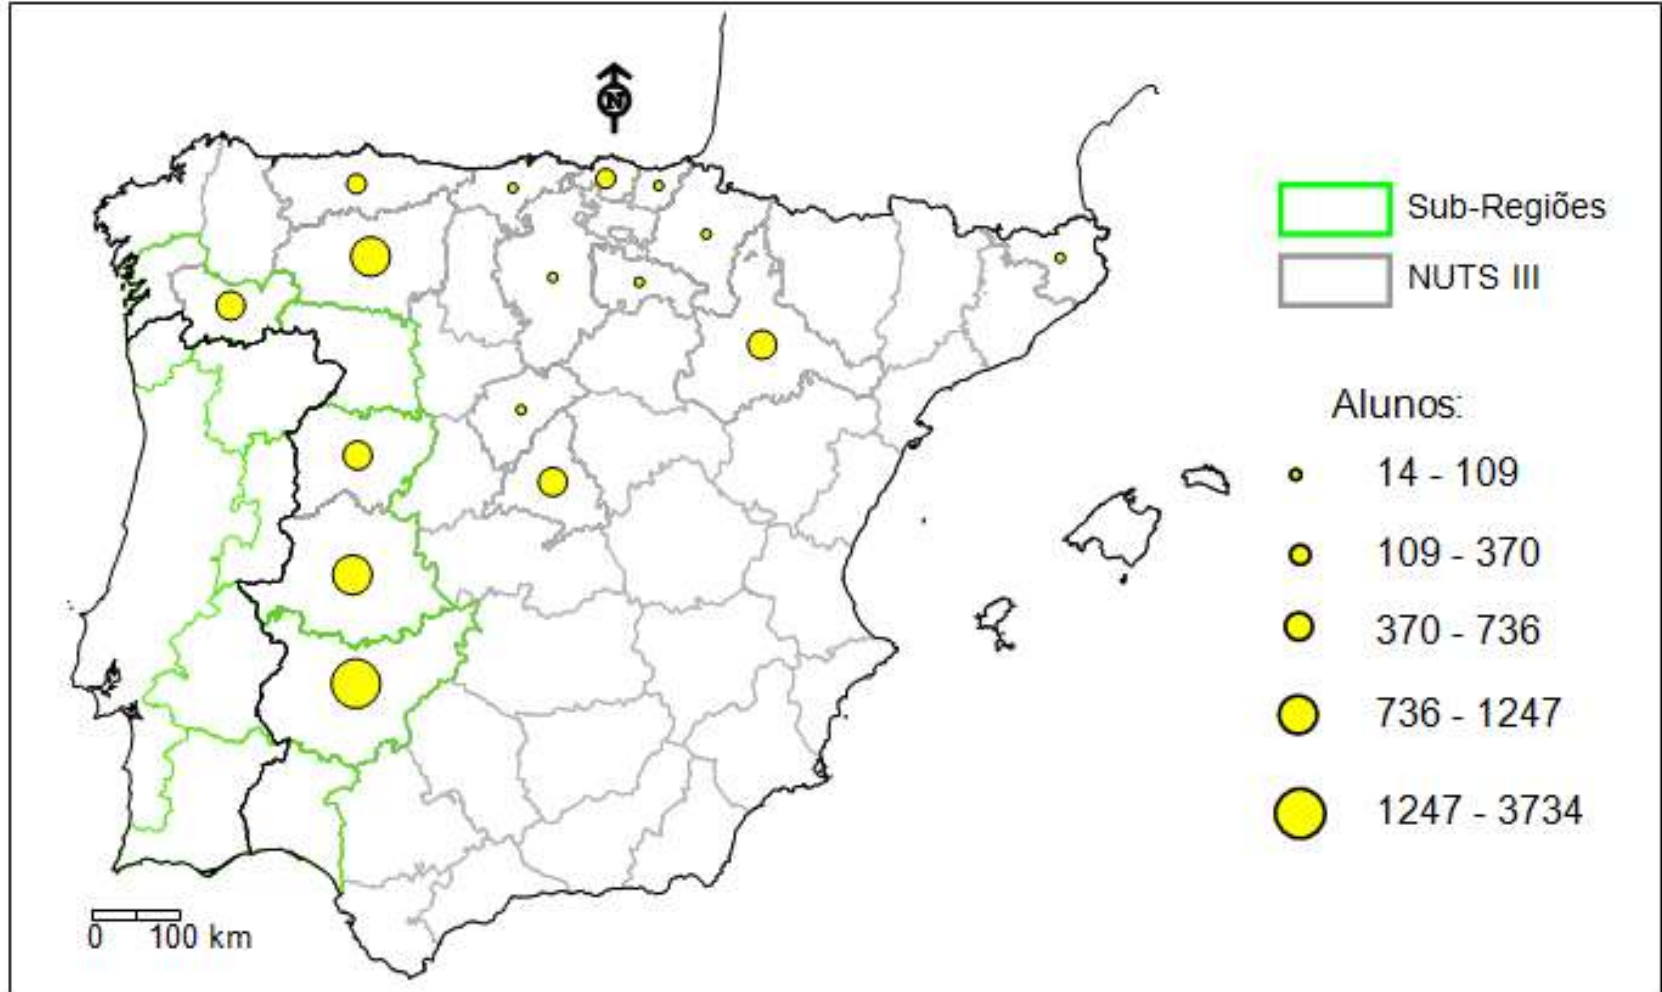 N
Sub-Regiões
NUTS III
Alunos:
14 - 109
109 - 370
370 - 736
736 - 1247
1247 - 3734
0 100 km